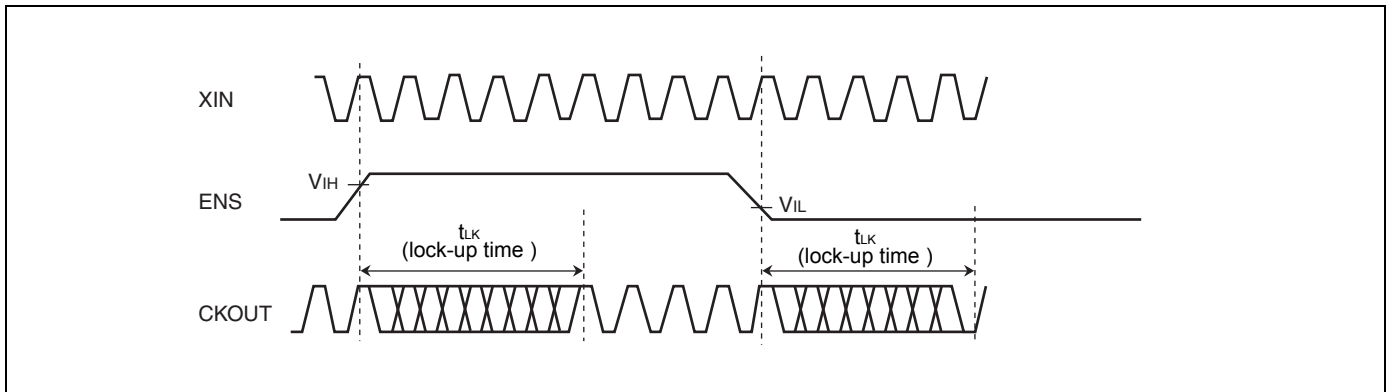 XIN
VIH
ENS
VIL
tLK
(lock-up time )
tLK
(lock-up time )
CKOUT